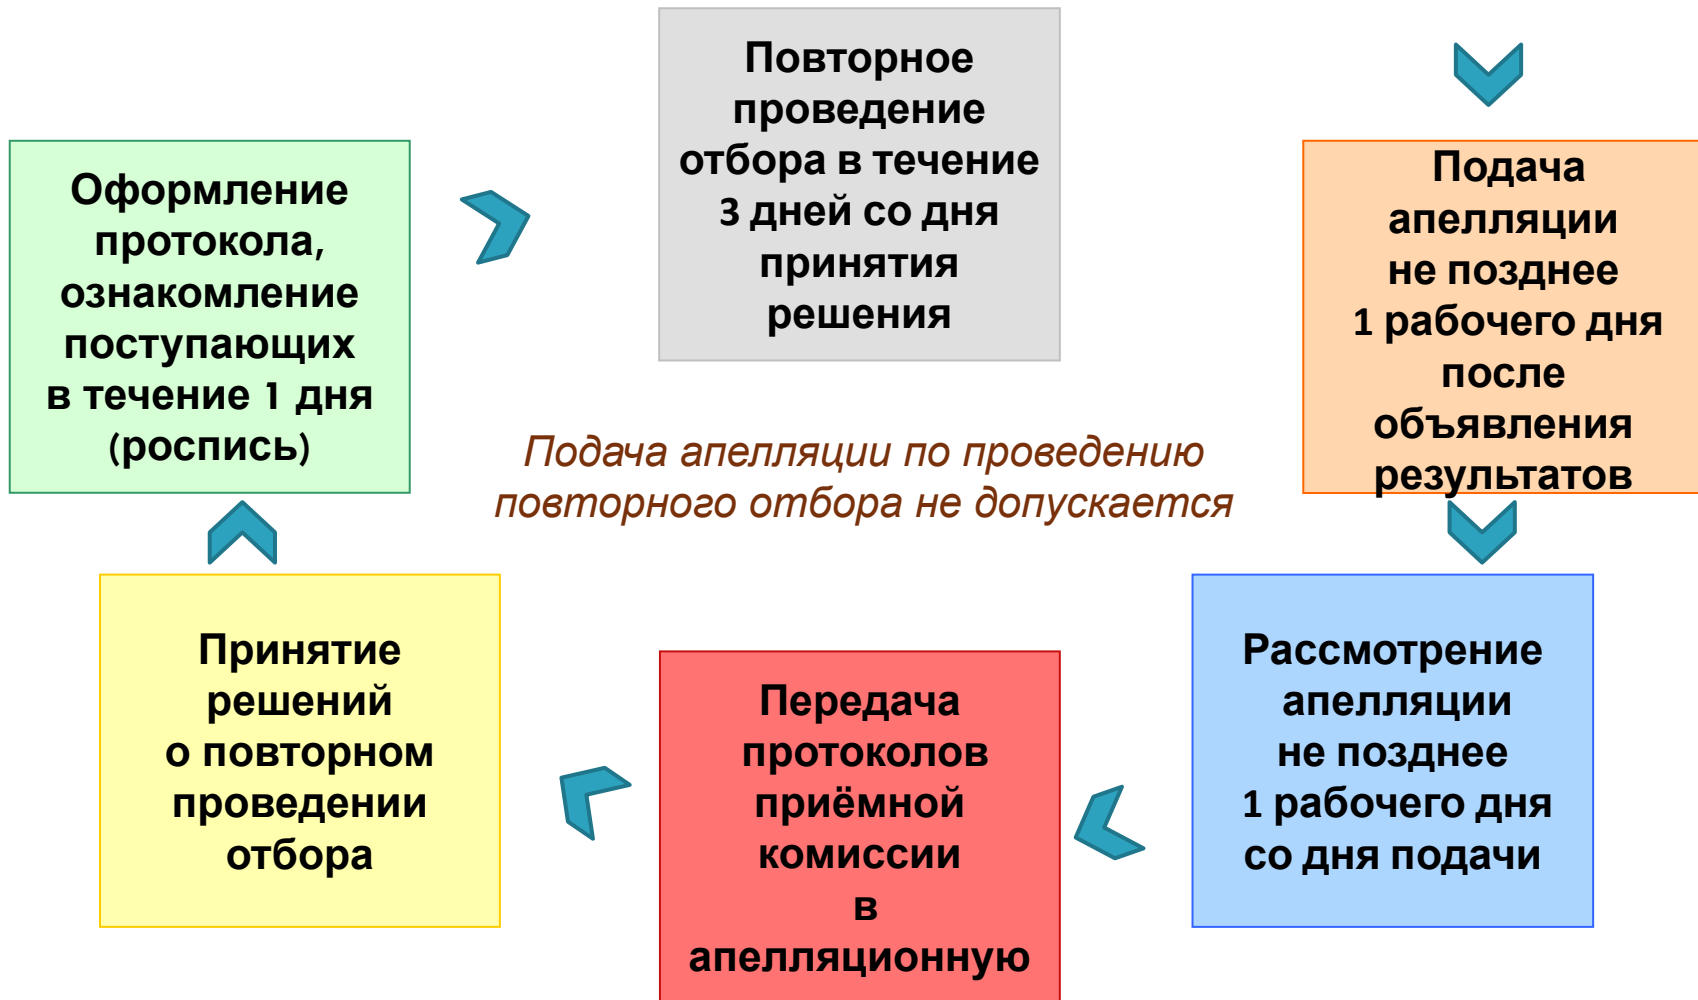 Повторное
проведение
отбора в течение
3 дней со дня
принятия
решения
Подача
апелляции
не позднее
1 рабочего дня
после
объявления
результатов
Рассмотрение
апелляции
не позднее
1 рабочего дня
со дня подачи
Передача
протоколов
приёмной
комиссии
в
апелляционную
Принятие
решений
о повторном
проведении
отбора
Оформление
протокола,
ознакомление
поступающих
в течение 1 дня
(роспись)
Подача апелляции по проведению
повторного отбора не допускается